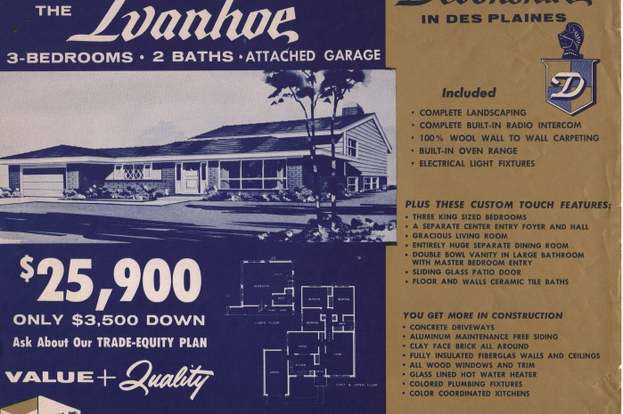 THE Ivanhoe
3-BEDROOMS • 2 BATHS • ATTACHED GARAGE
$25,900
ONLY $3,500 DOWN
Ask About Our TRADE-EQUITY PLAN
VALUE + Quality
IN DES PLAINES
D
Included
• COMPLETE LANDSCAPING
• COMPLETE BUILT-IN RADIO INTERCOM
• 100% WOOL WALL TO WALL CARPETING
• BUILT-IN OVEN RANGE
• ELECTRICAL LIGHT FIXTURES
PLUS THESE CUSTOM TOUCH FEATURES:
• THREE KING SIZED BEDROOMS
• A SEPARATE CENTER ENTRY FOYER AND HALL
• GRACIOUS LIVING ROOM
• ENTIRELY HUGE SEPARATE DINING ROOM
• DOUBLE BOWL VANITY IN LARGE BATHROOM
WITH MASTER BEDROOM ENTRY
• SLIDING GLASS PATIO DOOR
• FLOOR AND WALLS CERAMIC TILE BATHS
YOU GET MORE IN CONSTRUCTION
• CONCRETE DRIVEWAYS
• ALUMINUM MAINTENANCE FREE SIDING
• CLAY FACE BRICK ALL AROUND
• FULLY INSULATED FIBERGLAS WALLS AND CEILINGS
• ALL WOOD WINDOWS AND TRIM
• GLASS LINED HOT WATER HEATER
• COLORED PLUMBING FIXTURES
• COLOR COORDINATED KITCHENS